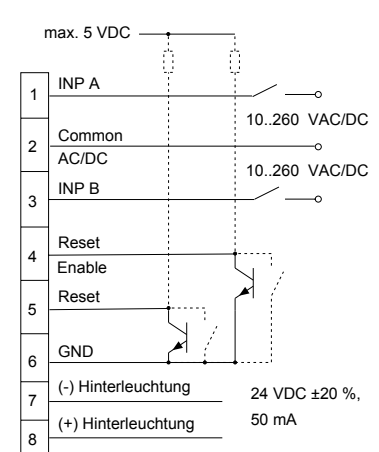 max. 5 VDC
1 INP A
10..260 VAC/DC
2 Common
AC/DC
10..260 VAC/DC
3 INP B
4 Reset
Enable
5 Reset
6 GND
7 (-) Hinterleuchtung
24 VDC ±20 %,
50 mA
8 (+) Hinterleuchtung